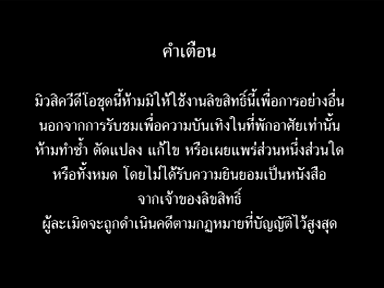 คำเตือน
มิวสิควีดีโอชุดนี้ห้ามมิให้ใช้งานลิขสิทธิ์นี้เพื่อการอย่างอื่น
นอกจากการรับชมเพื่อความบันเทิงในที่พักอาศัยเท่านั้น
ห้ามทำซ้ำ ดัดแปลง แก้ไข หรือเผยแพร่ส่วนหนึ่งส่วนใด
หรือทั้งหมด โดยไม่ได้รับความยินยอมเป็นหนังสือ
จากเจ้าของลิขสิทธิ์
ผู้ละเมิดจะถูกดำเนินคดีตามกฎหมายที่บัญญัติไว้สูงสุด